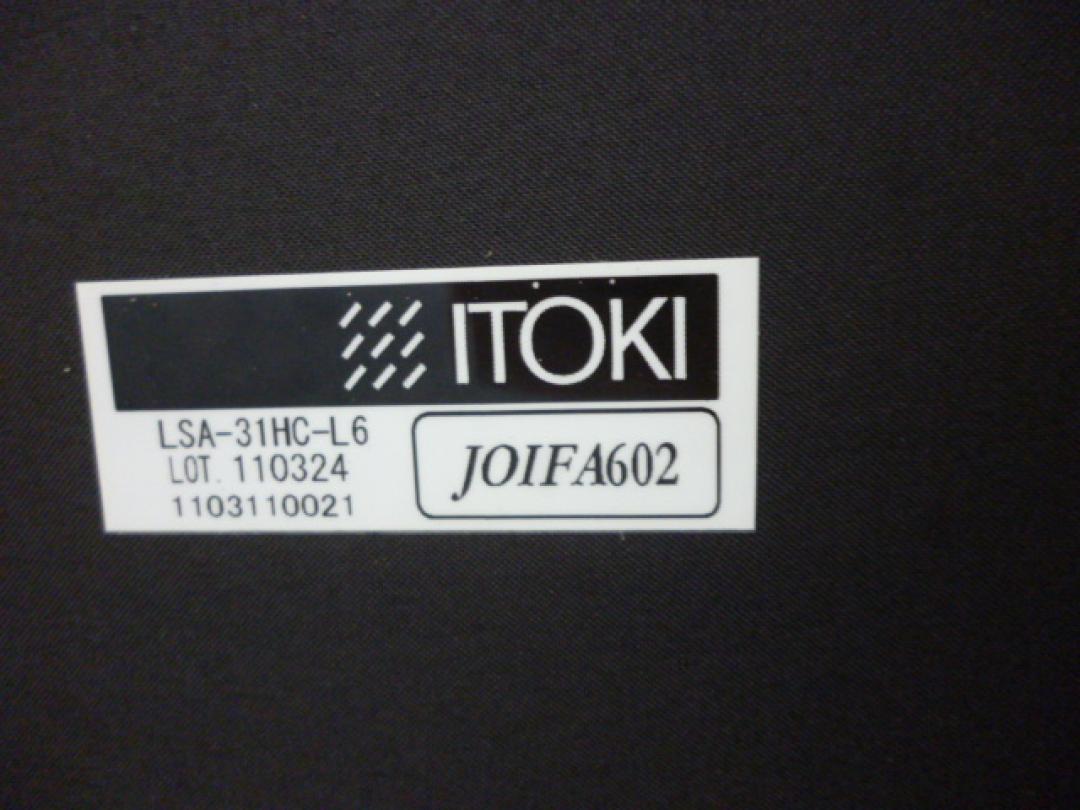 ITOKI
LSA-31HC-L6
LOT. 110324
1103110021
JOIFA602